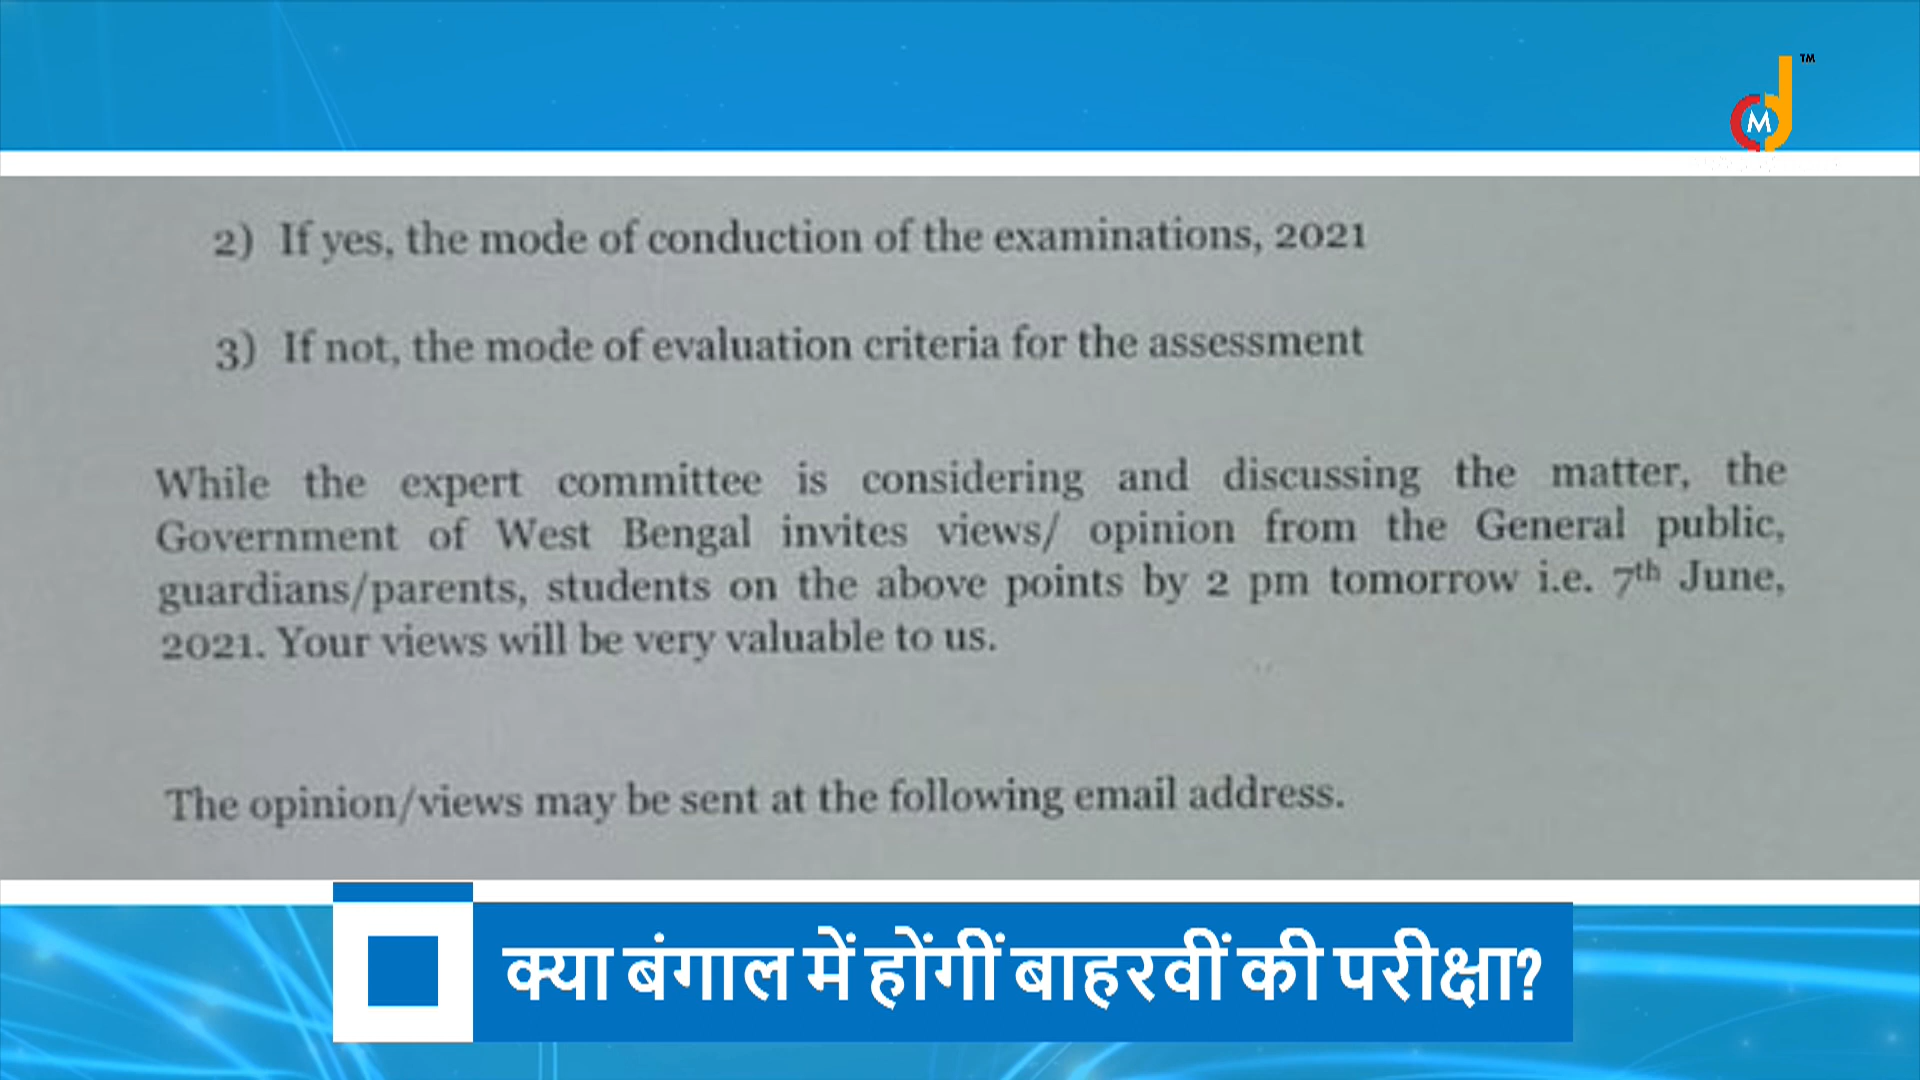 TM
M
2) If yes, the mode of conduction of the examinations, 2021
3) If not, the mode of evaluation criteria for the assessment
While the expert committee is considering and discussing the matter, the
Government of West Bengal invites views/ opinion from the General public,
guardians/parents, students on the above points by 2 pm tomorrow i.e. 7th June,
2021. Your views will be very valuable to us.
The opinion/views may be sent at the following email address.
क्या बंगाल में होंगीं बाहरवीं की परीक्षा?